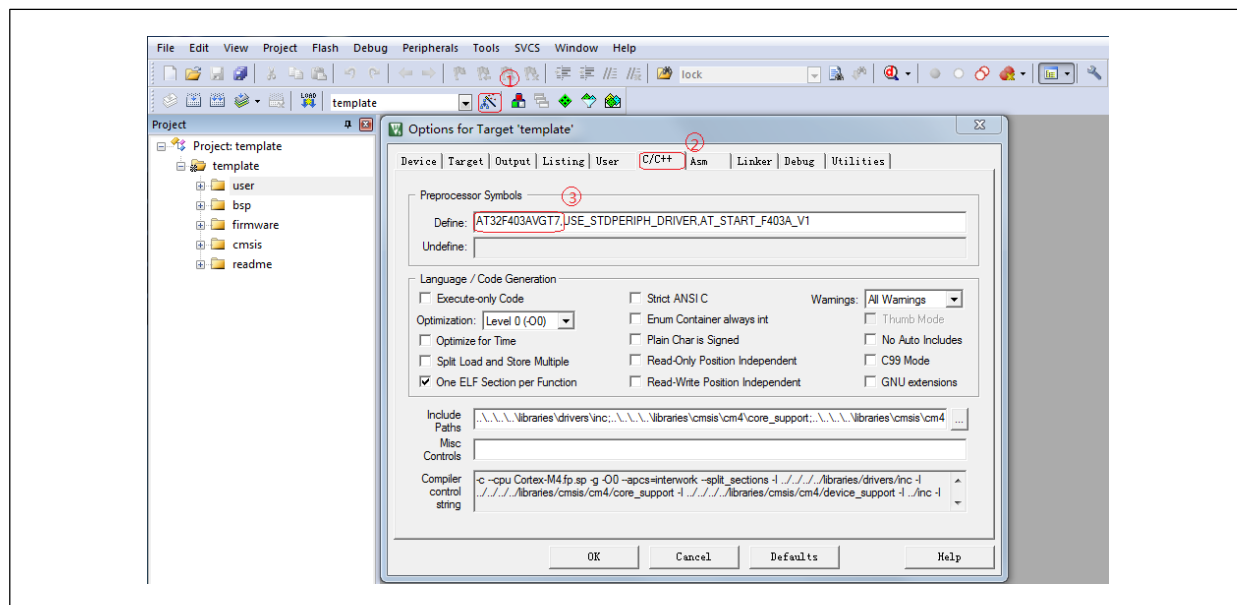 File Edit View Project Flash Debug Peripherals Tools SVCS Window Help
① lock
LOAD template
Project
Project: template
template
user
bsp
firmware
cmsis
readme
Options for Target 'template'
②
Device Target Output Listing User C/C++ Asm Linker Debug Utilities
Preprocessor Symbols ③
Define: AT32F403AVGT7,USE_STDPERIPH_DRIVER,AT_START_F403A_V1
Undefine:
Language / Code Generation
Execute-only Code Strict ANSI C Warnings: All Warnings
Optimization: Level 0 (-O0) Enum Container always int Thumb Mode
Optimize for Time Plain Char is Signed No Auto Includes
Split Load and Store Multiple Read-Only Position Independent C99 Mode
One ELF Section per Function Read-Write Position Independent GNU extensions
Include Paths ..\..\..\..\libraries\drivers\inc;..\..\..\..\libraries\cmsis\cm4\core_support;..\..\..\..\libraries\cmsis\cm4 ...
Misc Controls
Compiler control string -c --cpu Cortex-M4.fp.sp -g -O0 --apcs=interwork --split_sections -I ../../../../libraries/drivers/inc -I
../../../../libraries/cmsis/cm4/core_support -I ../../../../libraries/cmsis/cm4/device_support -I ../inc -I
OK Cancel Defaults Help